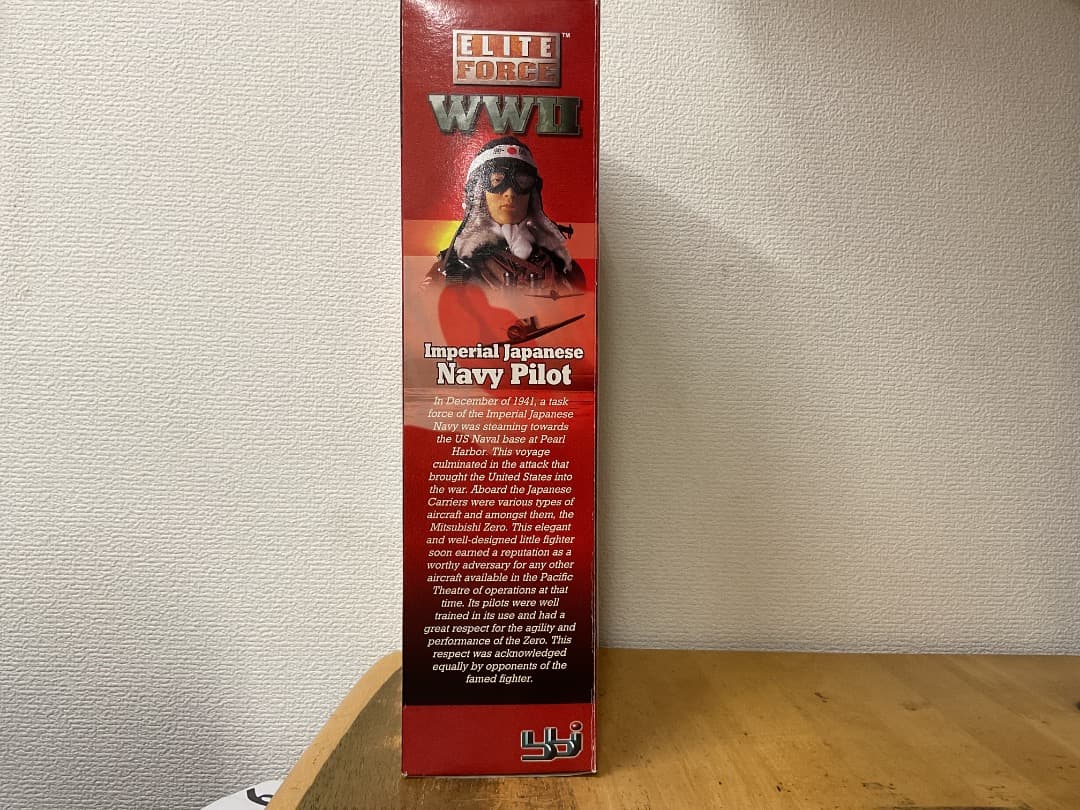 ELITE
FORCE™
WWII
Imperial Japanese
Navy Pilot
In December of 1941, a task
force of the Imperial Japanese
Navy was steaming towards
the US Naval base at Pearl
Harbor. This voyage
culminated in the attack that
brought the United States into
the war. Aboard the Japanese
Carriers were various types of
aircraft and amongst them, the
Mitsubishi Zero. This elegant
and well-designed little fighter
soon earned a reputation as a
worthy adversary for any other
aircraft available in the Pacific
Theatre of operations at that
time. Its pilots were well
trained in its use and had a
great respect for the agility and
performance of the Zero. This
respect was acknowledged
equally by opponents of the
famed fighter.
bbi